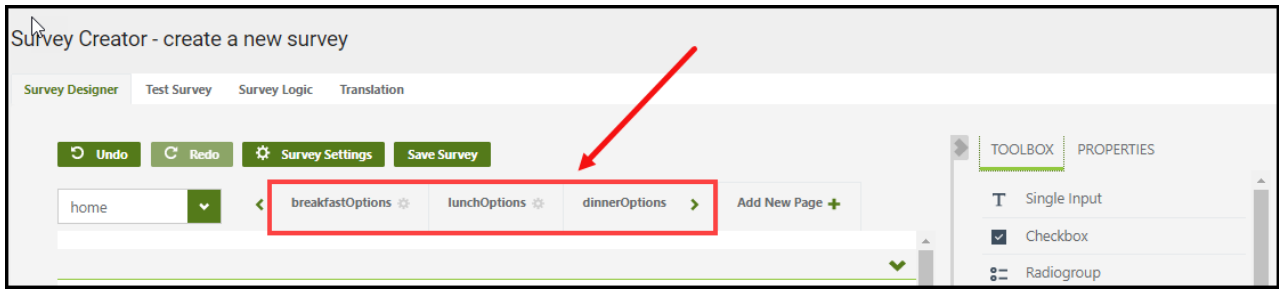 Survey Creator - create a new survey
Survey Designer Test Survey Survey Logic Translation
Undo Redo Survey Settings Save Survey TOOLBOX PROPERTIES
home breakfastOptions lunchOptions dinnerOptions Add New Page
Single Input
Checkbox
Radiogroup